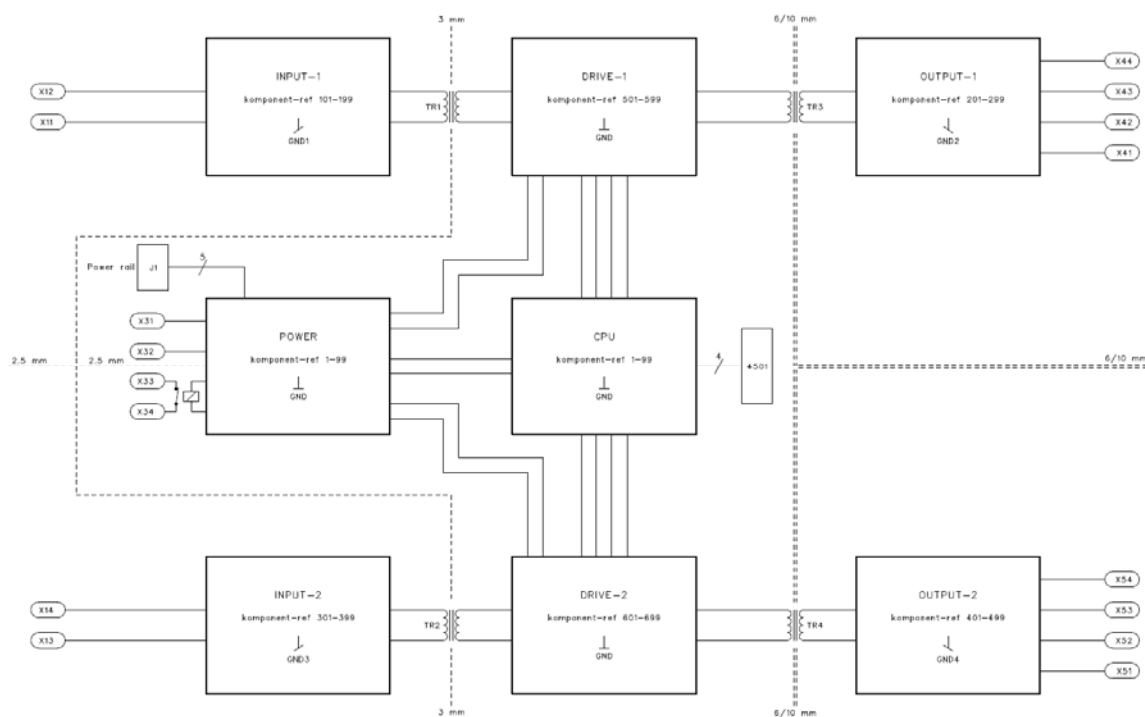 3 mm
6/10 mm
INPUT-1
komponent-ref 101-199
GND1
X12
X11
TR1
DRIVE-1
komponent-ref 501-599
GND
TR3
OUTPUT-1
komponent-ref 201-299
GND2
X44
X43
X42
X41
Power rail
J1
5
X31
X32
2.5 mm
2.5 mm
X33
X34
POWER
komponent-ref 1-99
GND
CPU
komponent-ref 1-99
GND
4
+501
6/10 mm
INPUT-2
komponent-ref 301-399
GND3
X14
X13
TR2
DRIVE-2
komponent-ref 601-699
GND
TR4
OUTPUT-2
komponent-ref 401-499
GND4
X54
X53
X52
X51
3 mm
6/10 mm